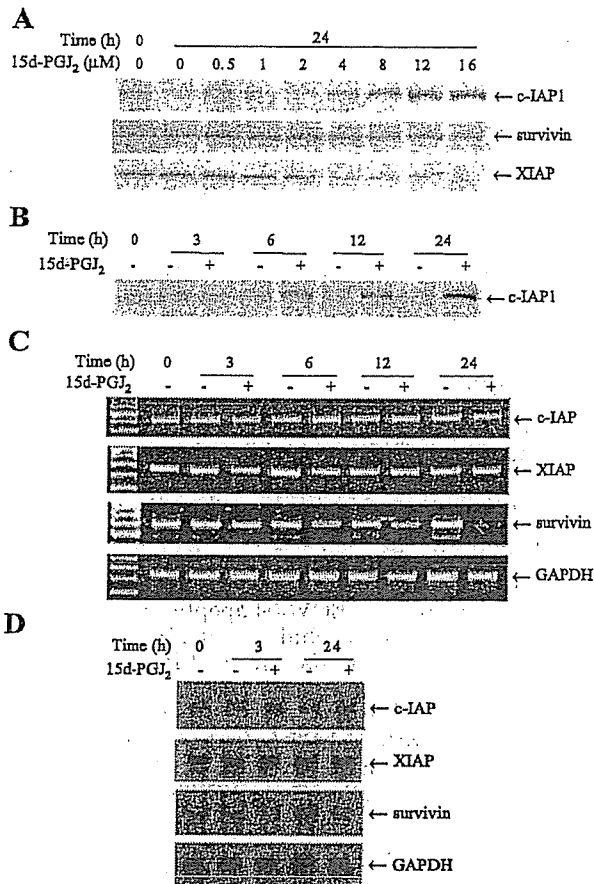 A
Time (h) 0 24
15d-PGJ2 (μM) 0 0 0.5 1 2 4 8 12 16
← c-IAP1
← survivin
← XIAP
B
Time (h) 0 3 6 12 24
15d-PGJ2 - - + - + - + - +
← c-IAP1
C
Time (h) 0 3 6 12 24
15d-PGJ2 - - + - + - + - +
← c-IAP
← XIAP
← survivin
← GAPDH
D
Time (h) 0 3 24
15d-PGJ2 - - + - +
← c-IAP
← XIAP
← survivin
← GAPDH